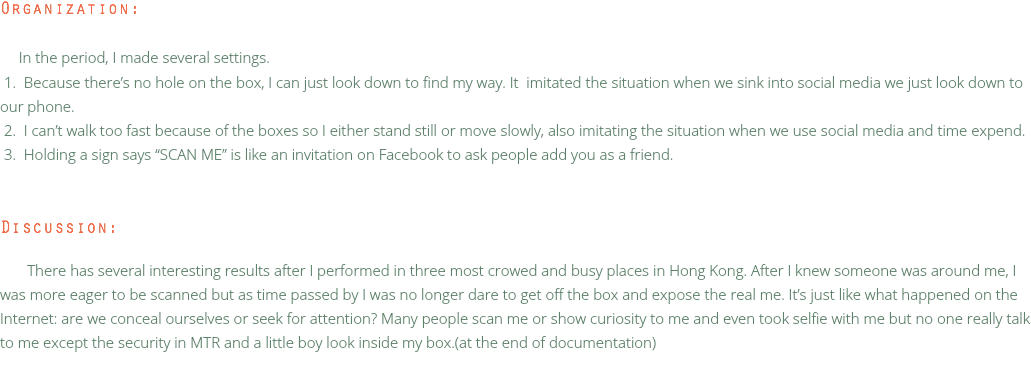 Organization:
In the period, I made several settings.
1. Because there’s no hole on the box, I can just look down to find my way. It imitated the situation when we sink into social media we just look down to
our phone.
2. I can’t walk too fast because of the boxes so I either stand still or move slowly, also imitating the situation when we use social media and time expend.
3. Holding a sign says “SCAN ME” is like an invitation on Facebook to ask people add you as a friend.
Discussion:
There has several interesting results after I performed in three most crowed and busy places in Hong Kong. After I knew someone was around me, I
was more eager to be scanned but as time passed by I was no longer dare to get off the box and expose the real me. It’s just like what happened on the
Internet: are we conceal ourselves or seek for attention? Many people scan me or show curiosity to me and even took selfie with me but no one really talk
to me except the security in MTR and a little boy look inside my box.(at the end of documentation)